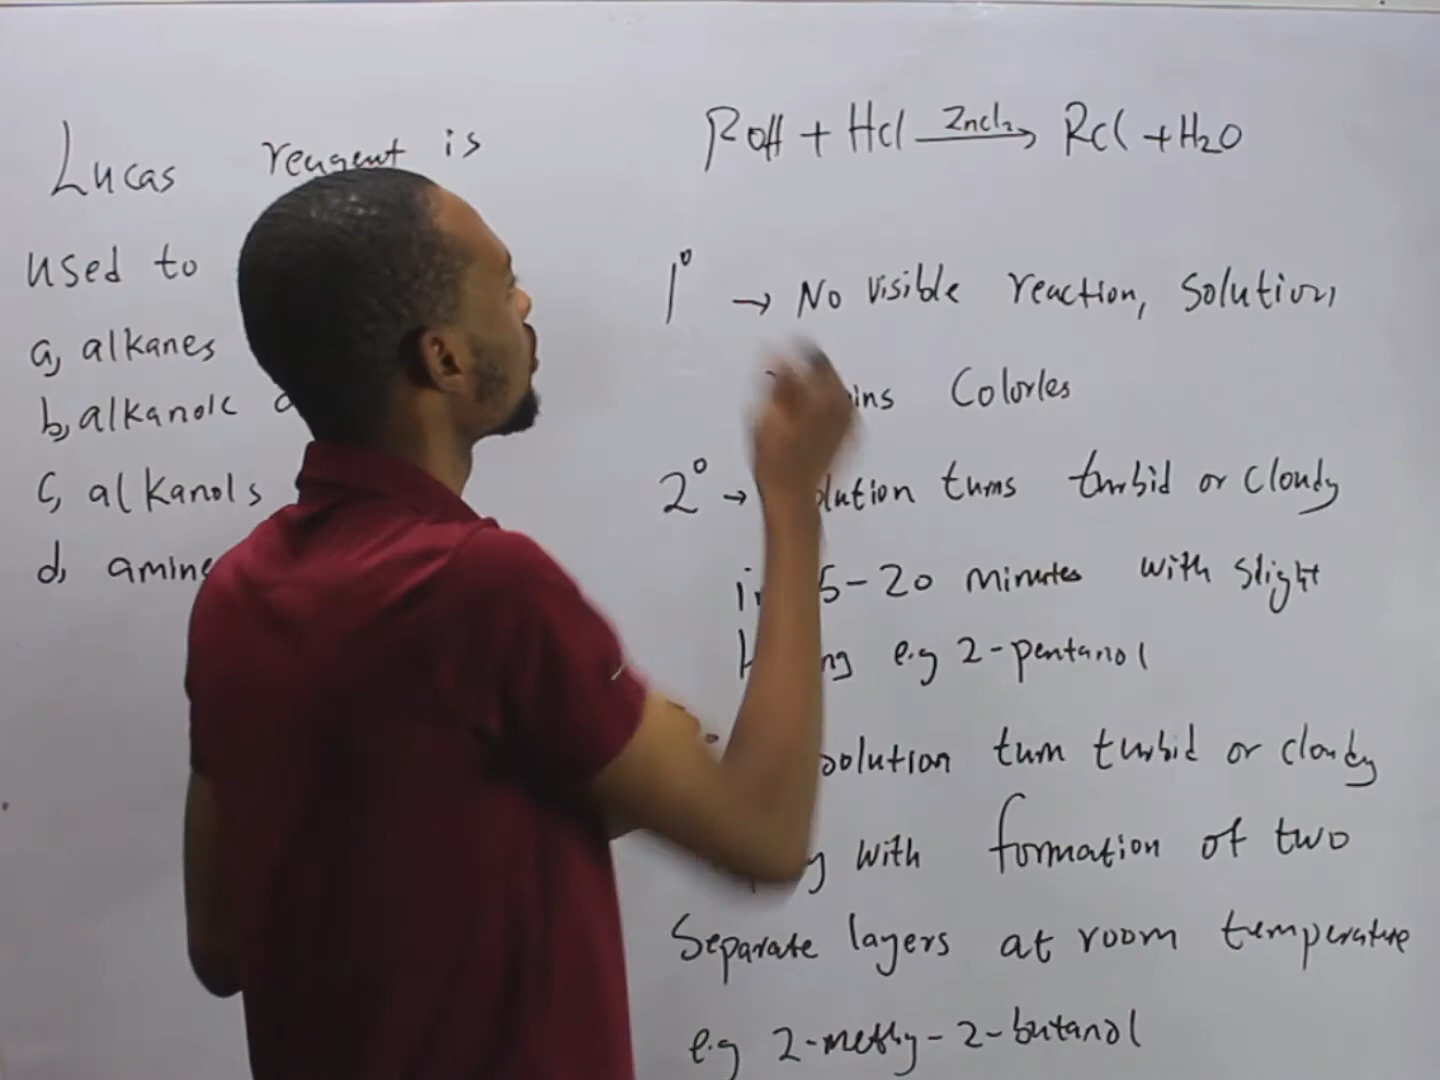 Lucas reagent is
used to
a, alkanes
b, alkanoic
c, alkanols
d, amine
ROH + HCl ZnCl2→ RCl + H2O
1° → No visible reaction, Solution
Colorles
2° → turns turbid or cloudy
5-20 minutes with slight
e.g 2-pentanol
solution turn turbid or cloudy
with formation of two
Separate layers at room temperature
e.g 2-methy-2-butanol